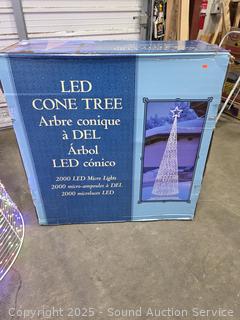 LED
CONE TREE
Arbre conique
à DEL
Árbol
LED cónico
2000 LED Micro Lights
2000 micro-ampoules à DEL
2000 microluces LED
Copyright © 2025 - Sound Auction Service